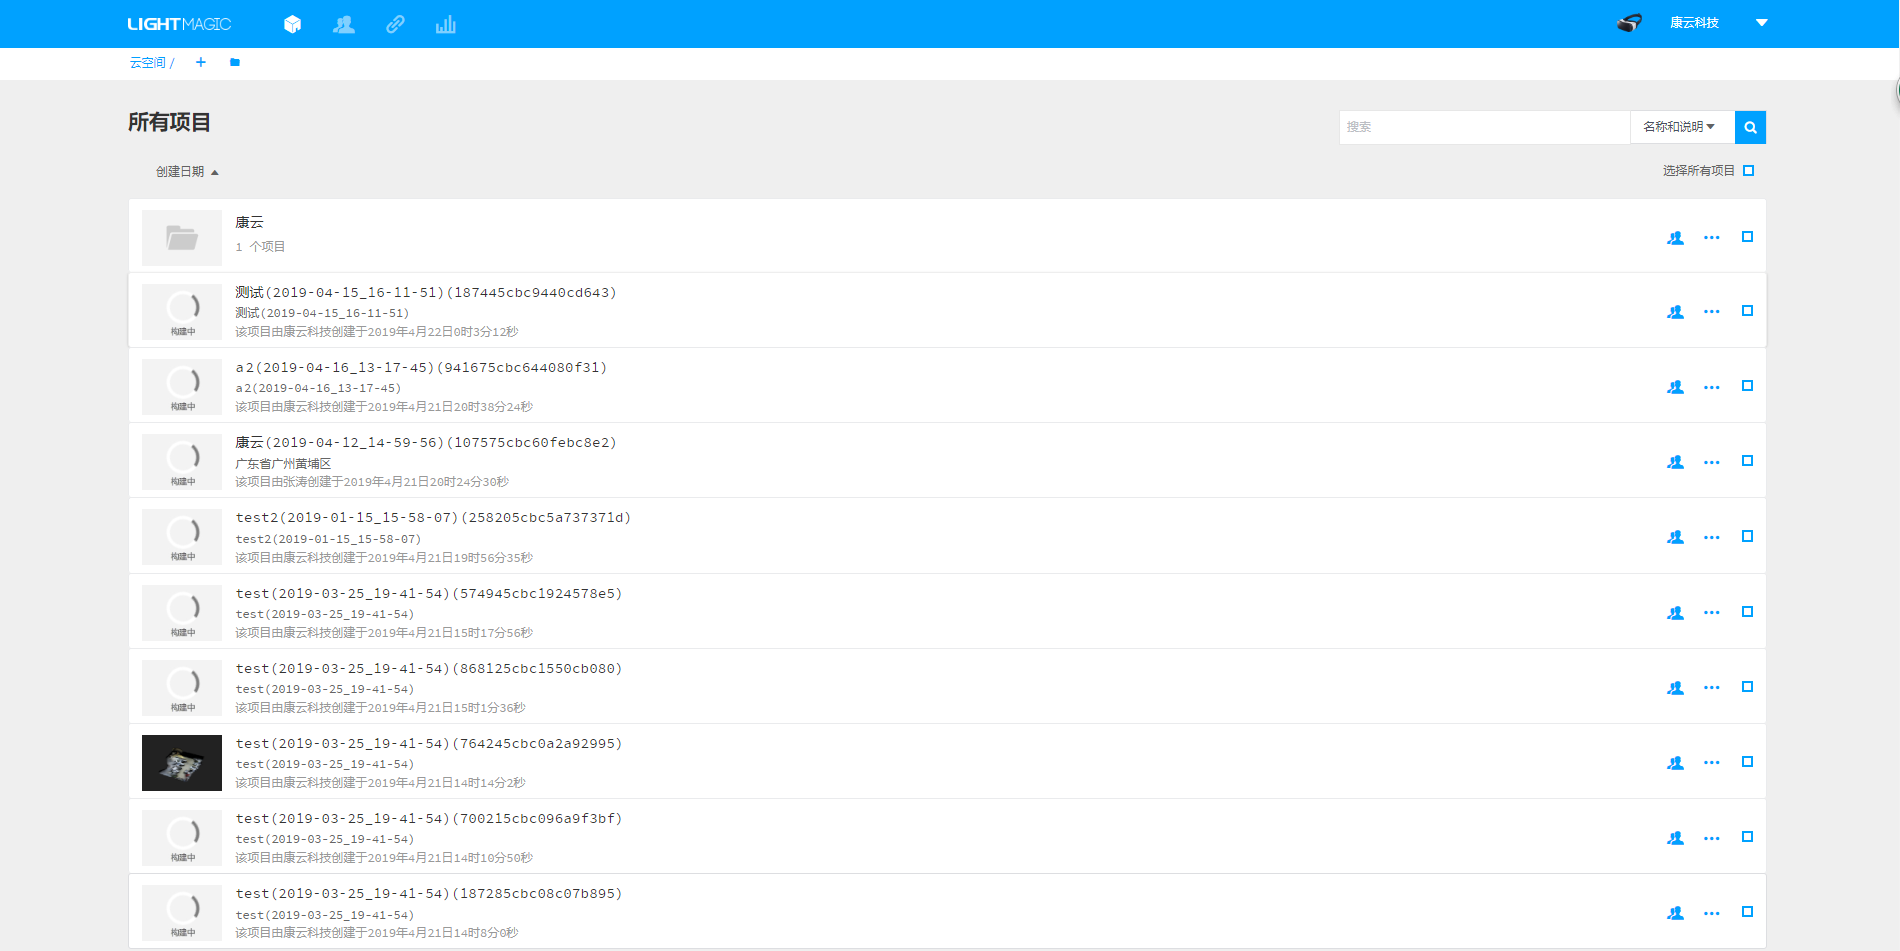 LIGHTMAGIC
康云科技
云空间 /
所有项目
搜索
名称和说明
创建日期
选择所有项目
康云
1 个项目
测试(2019-04-15_16-11-51)(187445cbc9440cd643)
测试(2019-04-15_16-11-51)
构建中
该项目由康云科技创建于2019年4月22日0时3分12秒
a2(2019-04-16_13-17-45)(941675cbc644080f31)
a2(2019-04-16_13-17-45)
构建中
该项目由康云科技创建于2019年4月21日20时38分24秒
康云(2019-04-12_14-59-56)(107575cbc60febc8e2)
广东省广州黄埔区
构建中
该项目由张涛创建于2019年4月21日20时24分30秒
test2(2019-01-15_15-58-07)(258205cbc5a737371d)
test2(2019-01-15_15-58-07)
构建中
该项目由康云科技创建于2019年4月21日19时56分35秒
test(2019-03-25_19-41-54)(574945cbc1924578e5)
test(2019-03-25_19-41-54)
构建中
该项目由康云科技创建于2019年4月21日15时17分56秒
test(2019-03-25_19-41-54)(868125cbc1550cb080)
test(2019-03-25_19-41-54)
构建中
该项目由康云科技创建于2019年4月21日15时1分36秒
test(2019-03-25_19-41-54)(764245cbc0a2a92995)
test(2019-03-25_19-41-54)
该项目由康云科技创建于2019年4月21日14时14分2秒
test(2019-03-25_19-41-54)(700215cbc096a9f3bf)
test(2019-03-25_19-41-54)
构建中
该项目由康云科技创建于2019年4月21日14时10分50秒
test(2019-03-25_19-41-54)(187285cbc08c07b895)
test(2019-03-25_19-41-54)
构建中
该项目由康云科技创建于2019年4月21日14时8分0秒